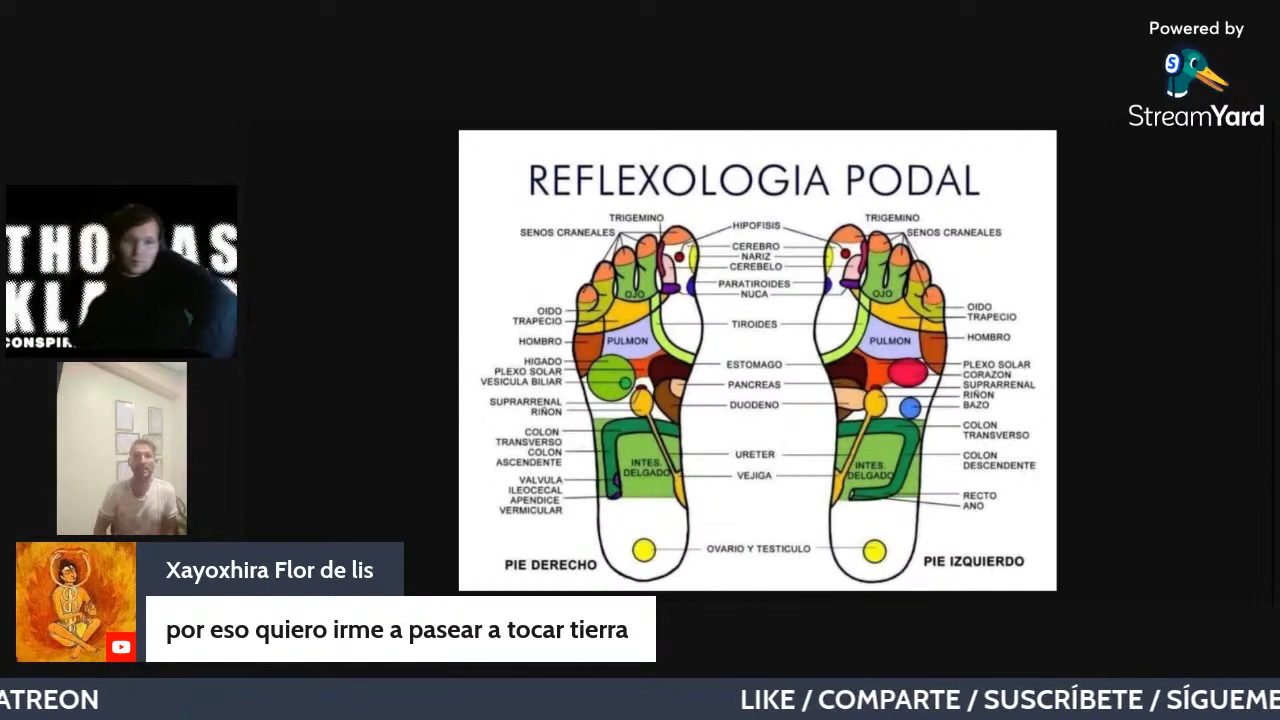 Powered by
StreamYard
REFLEXOLOGIA PODAL
TRIGEMINO
SENOS CRANEALES
HIPOFISIS
CEREBRO
NARIZ
CEREBELO
PARATIROIDES
NUCA
TRIGEMINO
SENOS CRANEALES
OJO
OJO
OIDO
TRAPECIO
HOMBRO
TIROIDES
OIDO
TRAPECIO
HOMBRO
PULMON
PULMON
HIGADO
PLEXO SOLAR
VESICULA BILIAR
SUPRARRENAL
RIÑON
ESTOMAGO
PANCREAS
DUODENO
PLEXO SOLAR
CORAZON
SUPRARRENAL
RIÑON
BAZO
COLON
TRANSVERSO
COLON
ASCENDENTE
VALVULA
ILEOCECAL
APENDICE
VERMICULAR
INTES.
DELGADO
URETER
VEJIGA
INTES.
DELGADO
COLON
TRANSVERSO
COLON
DESCENDENTE
RECTO
ANO
OVARIO Y TESTICULO
PIE DERECHO
PIE IZQUIERDO
Xayoxhira Flor de lis
por eso quiero irme a pasear a tocar tierra
ATREON
LIKE / COMPARTE / SUSCRÍBETE / SÍGUEME